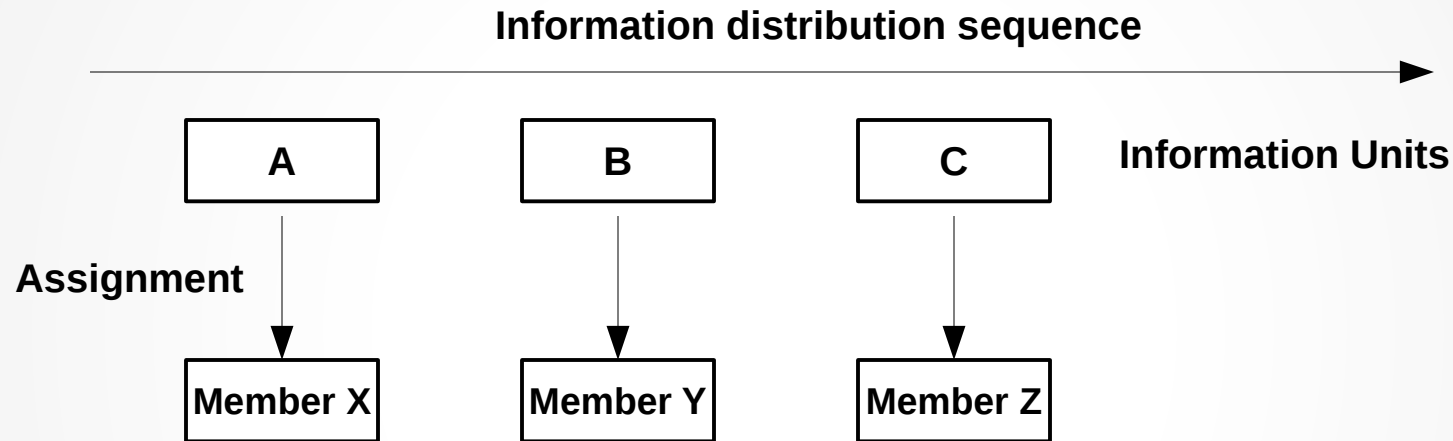 Information distribution sequence
A B C Information Units
Assignment
Member X Member Y Member Z